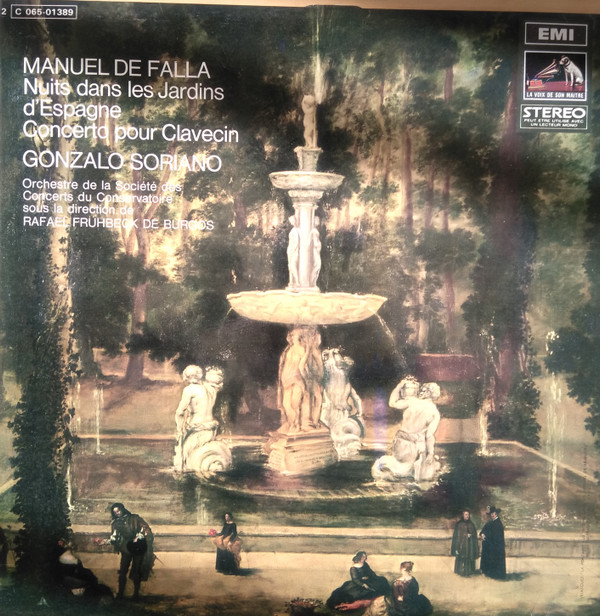 2 C 065-01389
EMI
MANUEL DE FALLA
Nuits dans les Jardins
d'Espagne
Concerto pour Clavecin
GONZALO SORIANO
Orchestre de la Société des
Concerts du Conservatoire
sous la direction de
RAFAEL FRÜHBECK DE BURGOS
LA VOIX DE SON MAITRE
STEREO
PEUT ETRE UTILISE AVEC
UN LECTEUR MONO